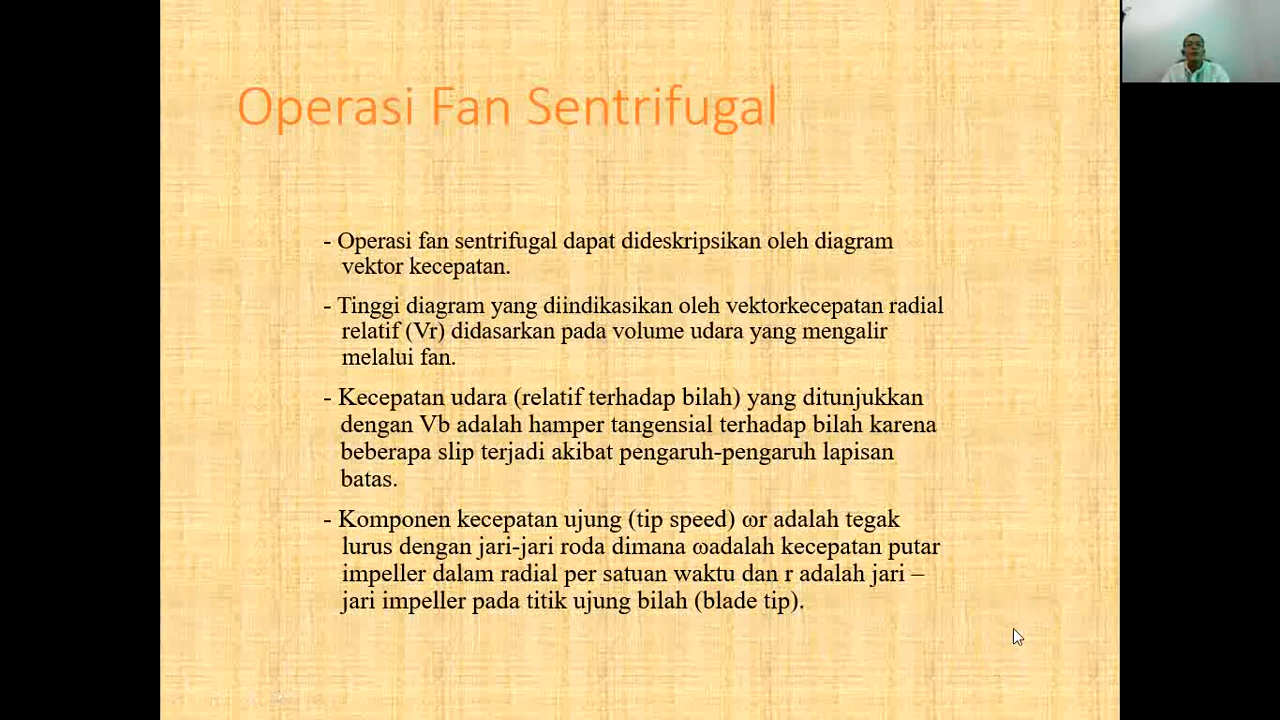 Operasi Fan Sentrifugal
- Operasi fan sentrifugal dapat dideskripsikan oleh diagram
vektor kecepatan.
- Tinggi diagram yang diindikasikan oleh vektorkecepatan radial
relatif (Vr) didasarkan pada volume udara yang mengalir
melalui fan.
- Kecepatan udara (relatif terhadap bilah) yang ditunjukkan
dengan Vb adalah hamper tangensial terhadap bilah karena
beberapa slip terjadi akibat pengaruh-pengaruh lapisan
batas.
- Komponen kecepatan ujung (tip speed) ωr adalah tegak
lurus dengan jari-jari roda dimana ωadalah kecepatan putar
impeller dalam radial per satuan waktu dan r adalah jari –
jari impeller pada titik ujung bilah (blade tip).